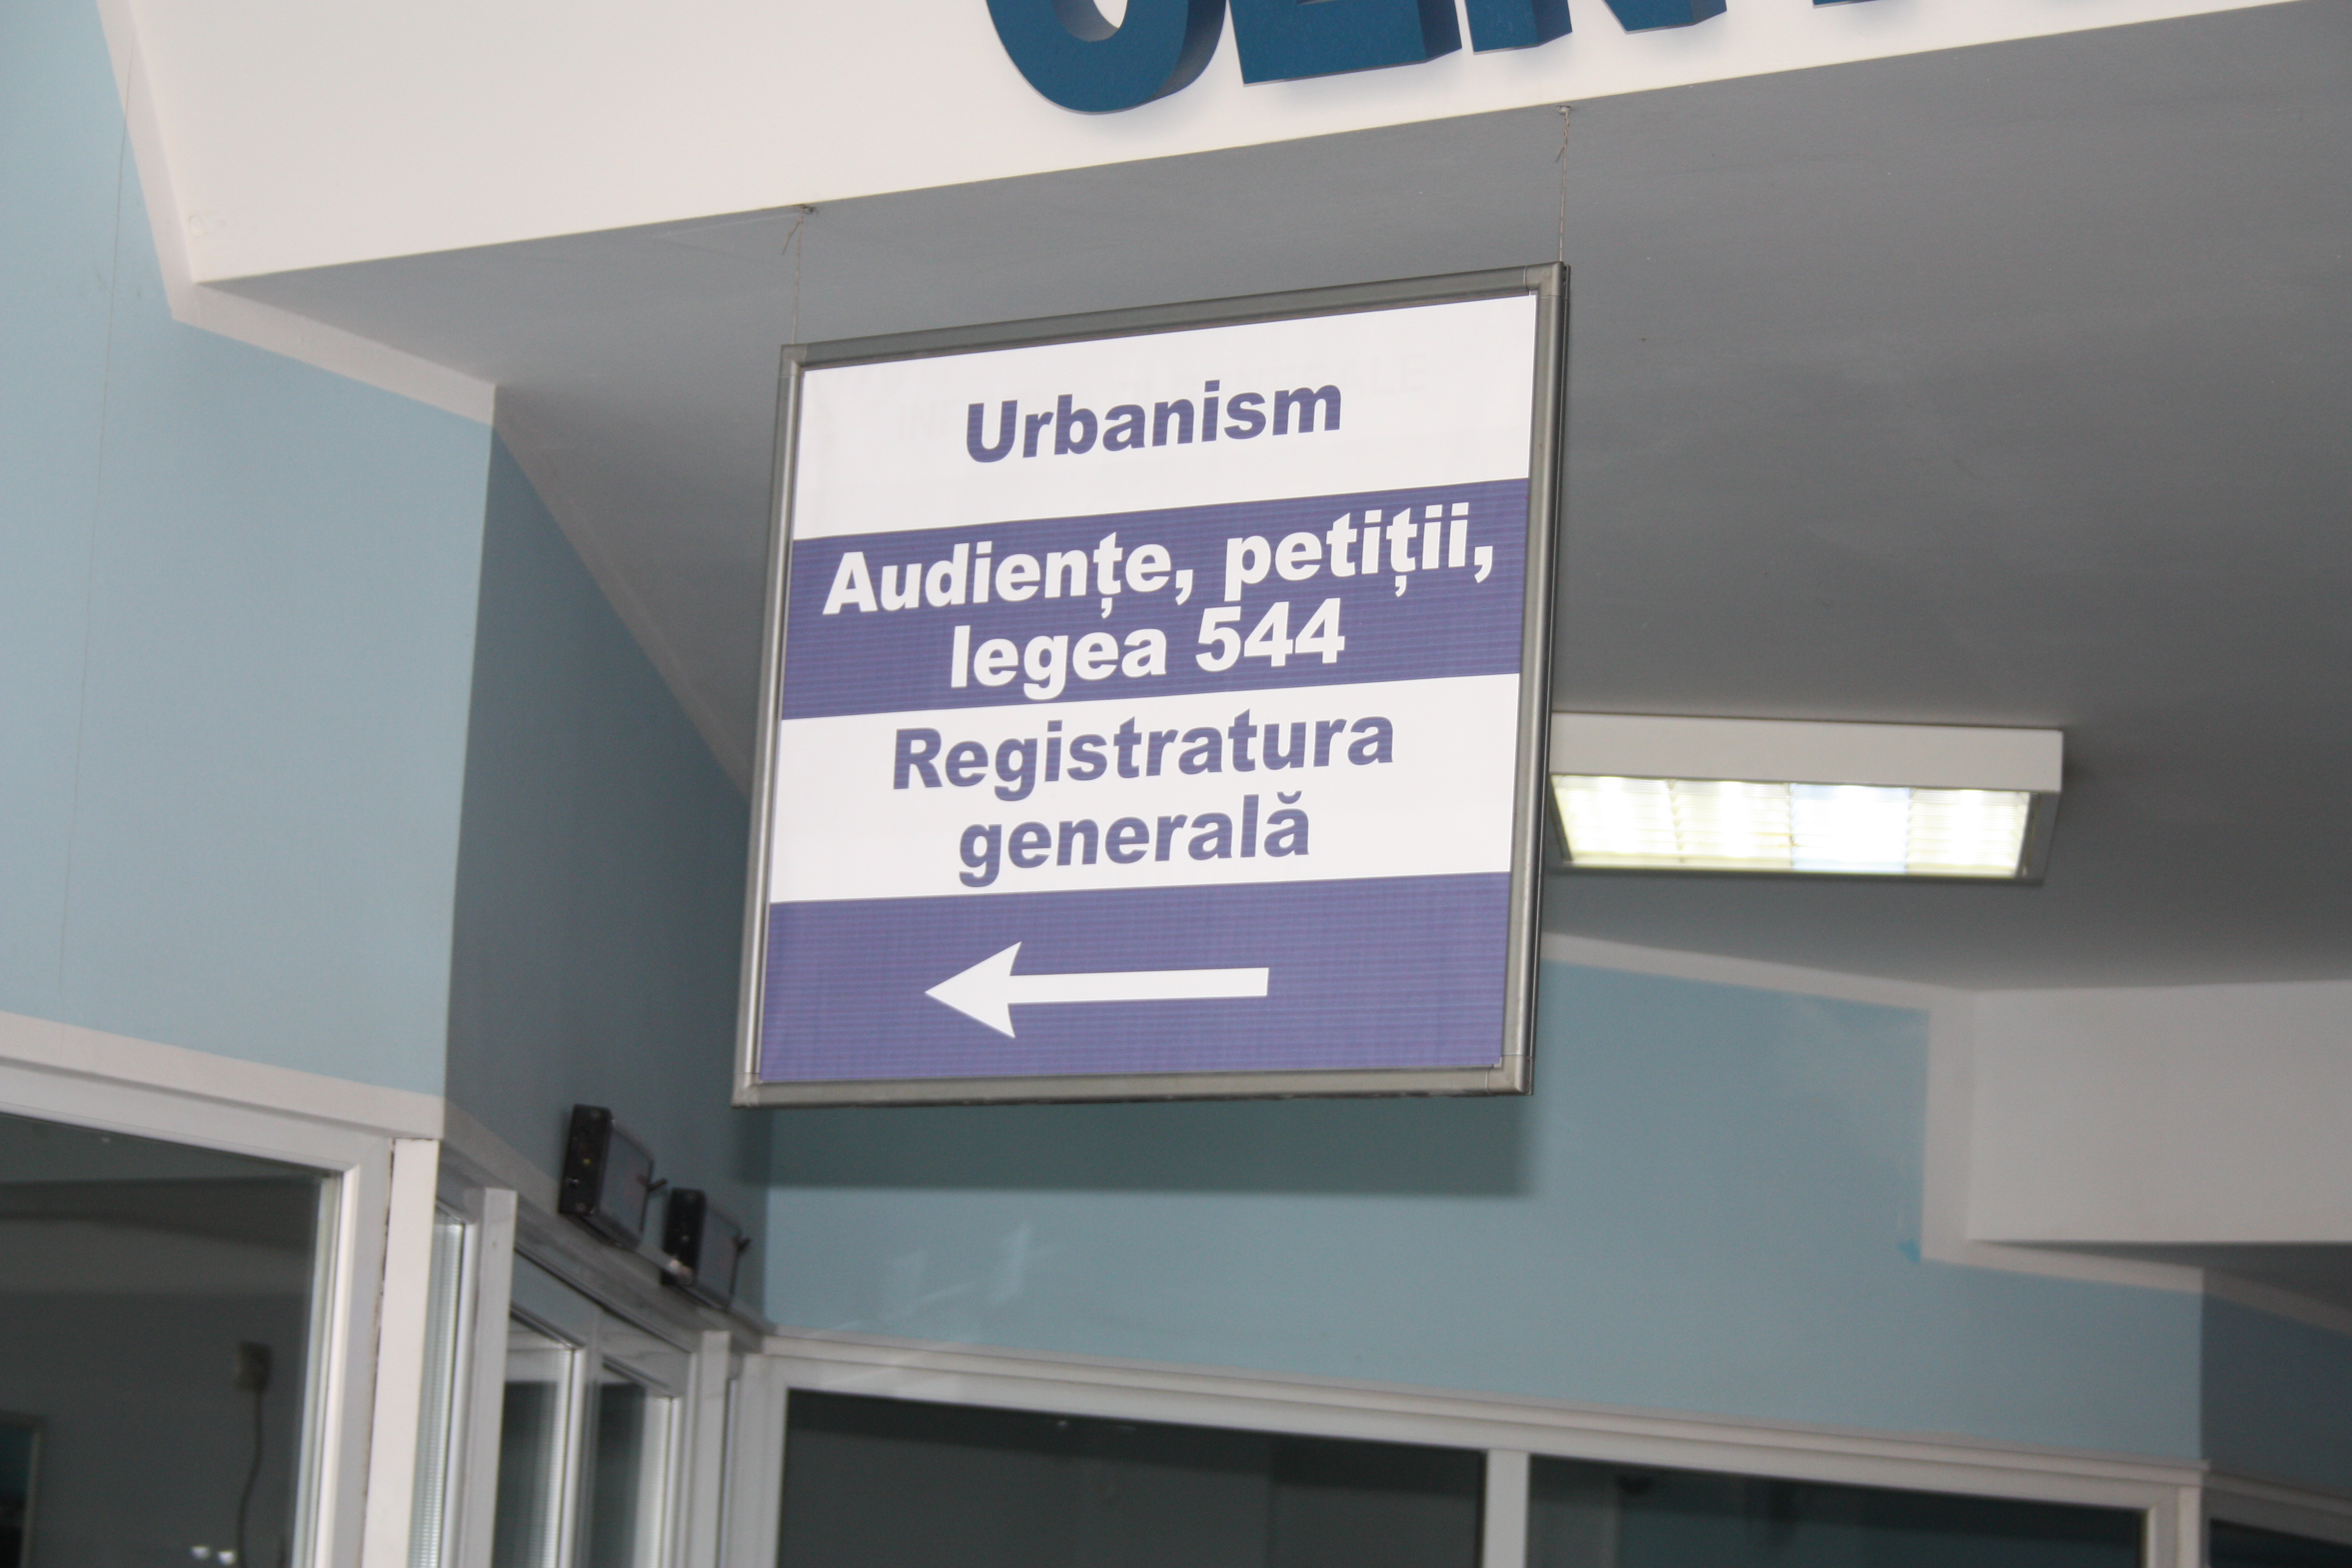 Urbanism
Audiențe, petiții,
legea 544
Registratura
generală